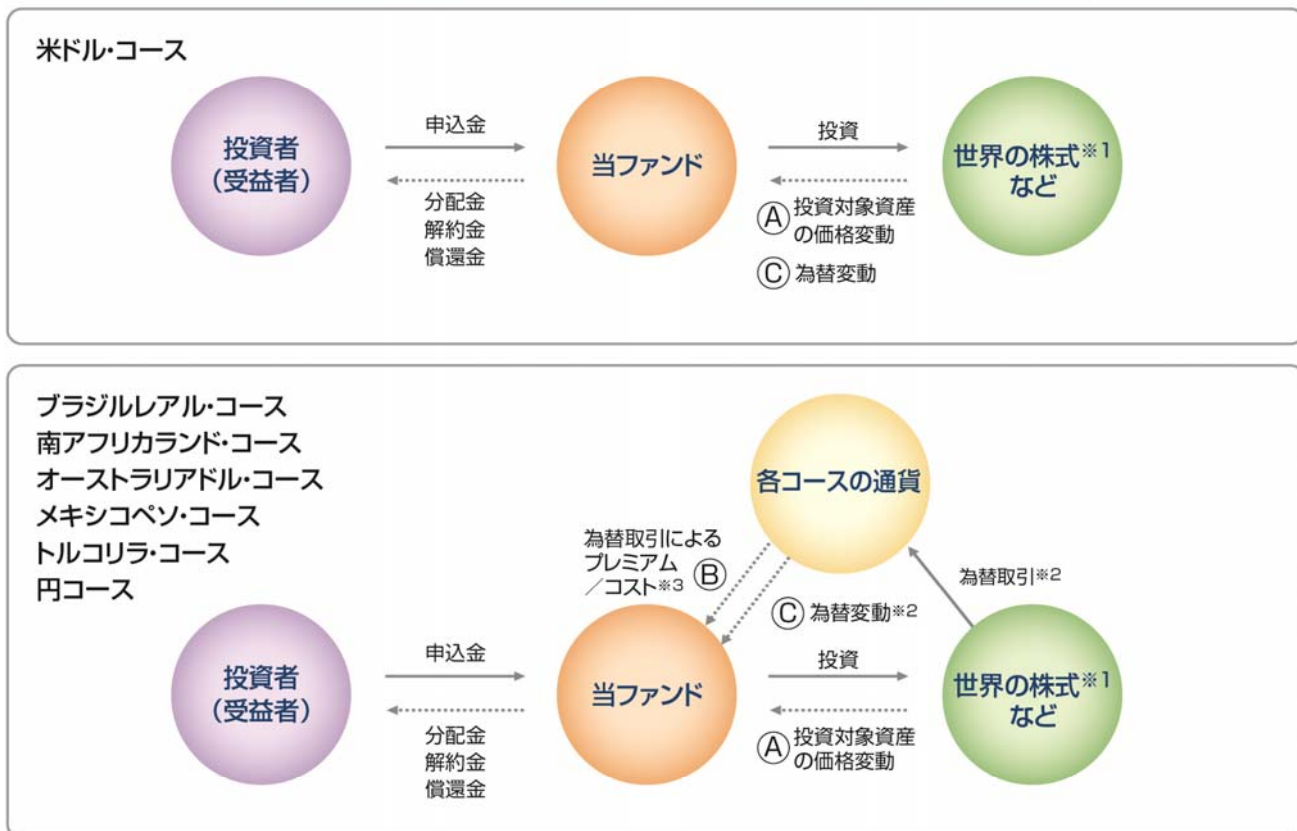 米ドル・コース
投資者
（受益者）
申込金
分配金
解約金
償還金
当ファンド
投資
Ⓐ 投資対象資産
の価格変動
Ⓒ 為替変動
世界の株式※1
など
ブラジルレアル・コース
南アフリカランド・コース
オーストラリアドル・コース
メキシコペソ・コース
トルコリラ・コース
円コース
各コースの通貨
為替取引による
プレミアム
／コスト※3 Ⓑ
Ⓒ 為替変動※2
為替取引※2
投資者
（受益者）
申込金
分配金
解約金
償還金
当ファンド
投資
Ⓐ 投資対象資産
の価格変動
世界の株式※1
など